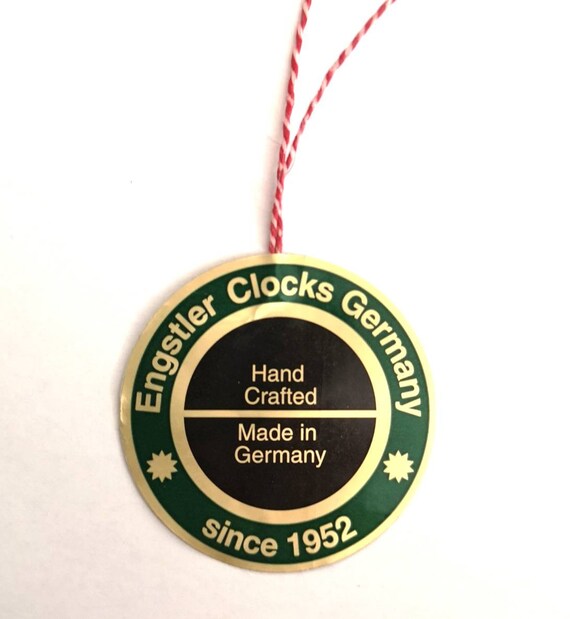 Engstler Clocks Germany
Hand
Crafted
Made in
Germany
since 1952